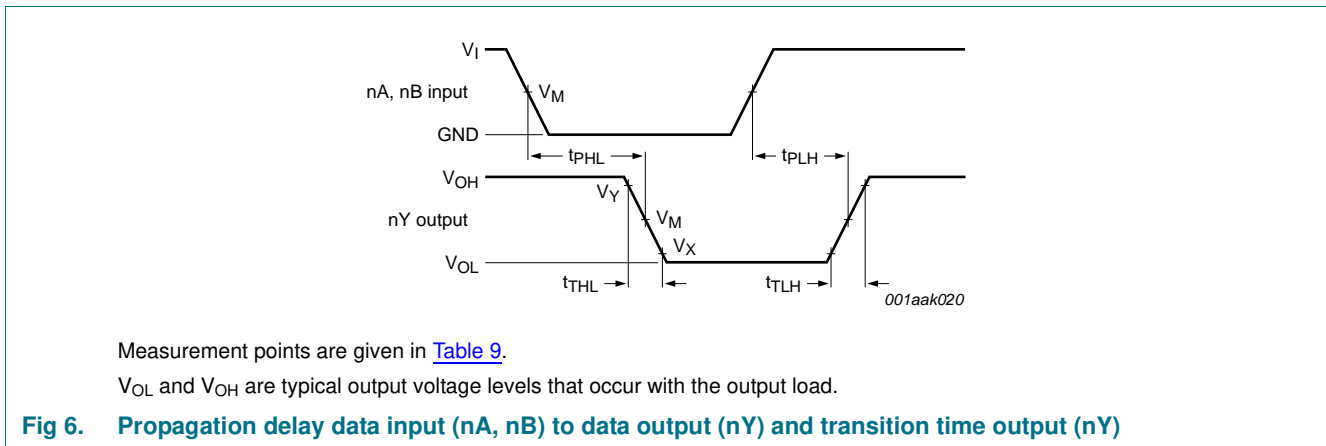 VI
nA, nB input
VM
GND
tPHL
tPLH
VOH
VY
nY output
VM
VX
VOL
tTHL
tTLH
001aak020
Measurement points are given in Table 9.
VOL and VOH are typical output voltage levels that occur with the output load.
Fig 6. Propagation delay data input (nA, nB) to data output (nY) and transition time output (nY)